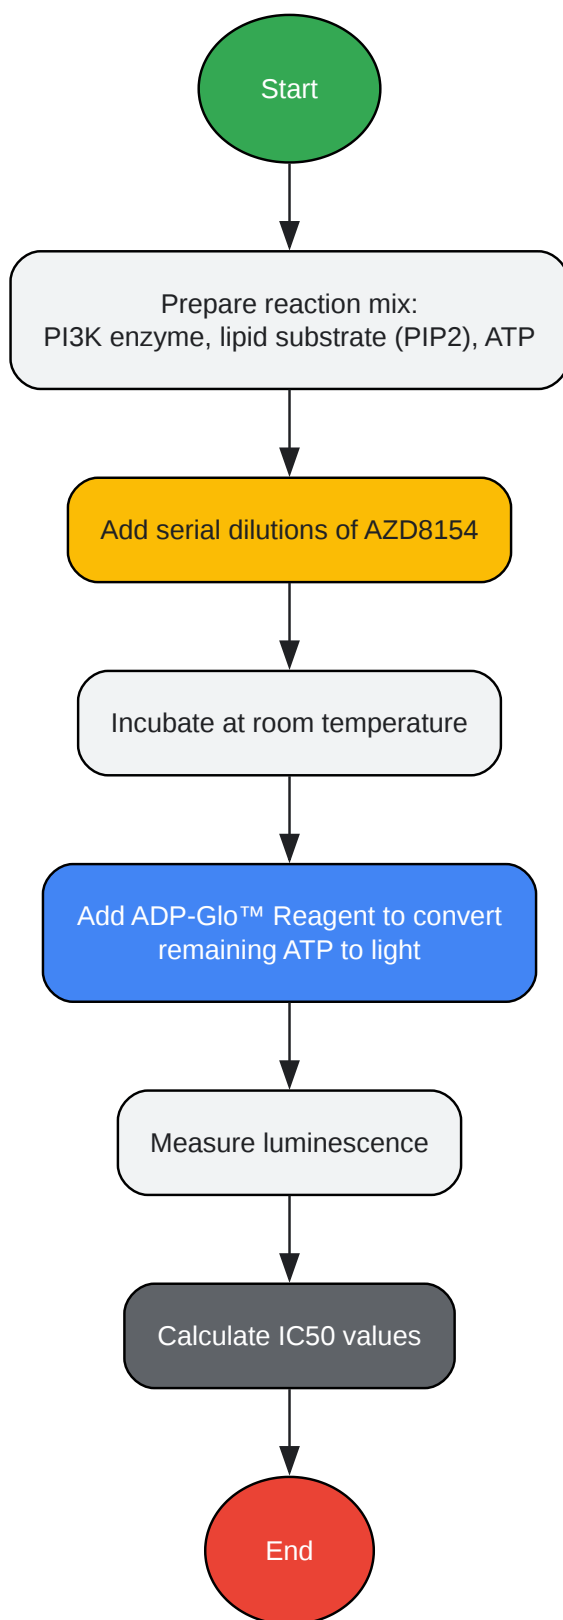 Start
Prepare reaction mix:
PI3K enzyme, lipid substrate (PIP2), ATP
Add serial dilutions of AZD8154
Incubate at room temperature
Add ADP-Glo™ Reagent to convert
remaining ATP to light
Measure luminescence
Calculate IC50 values
End